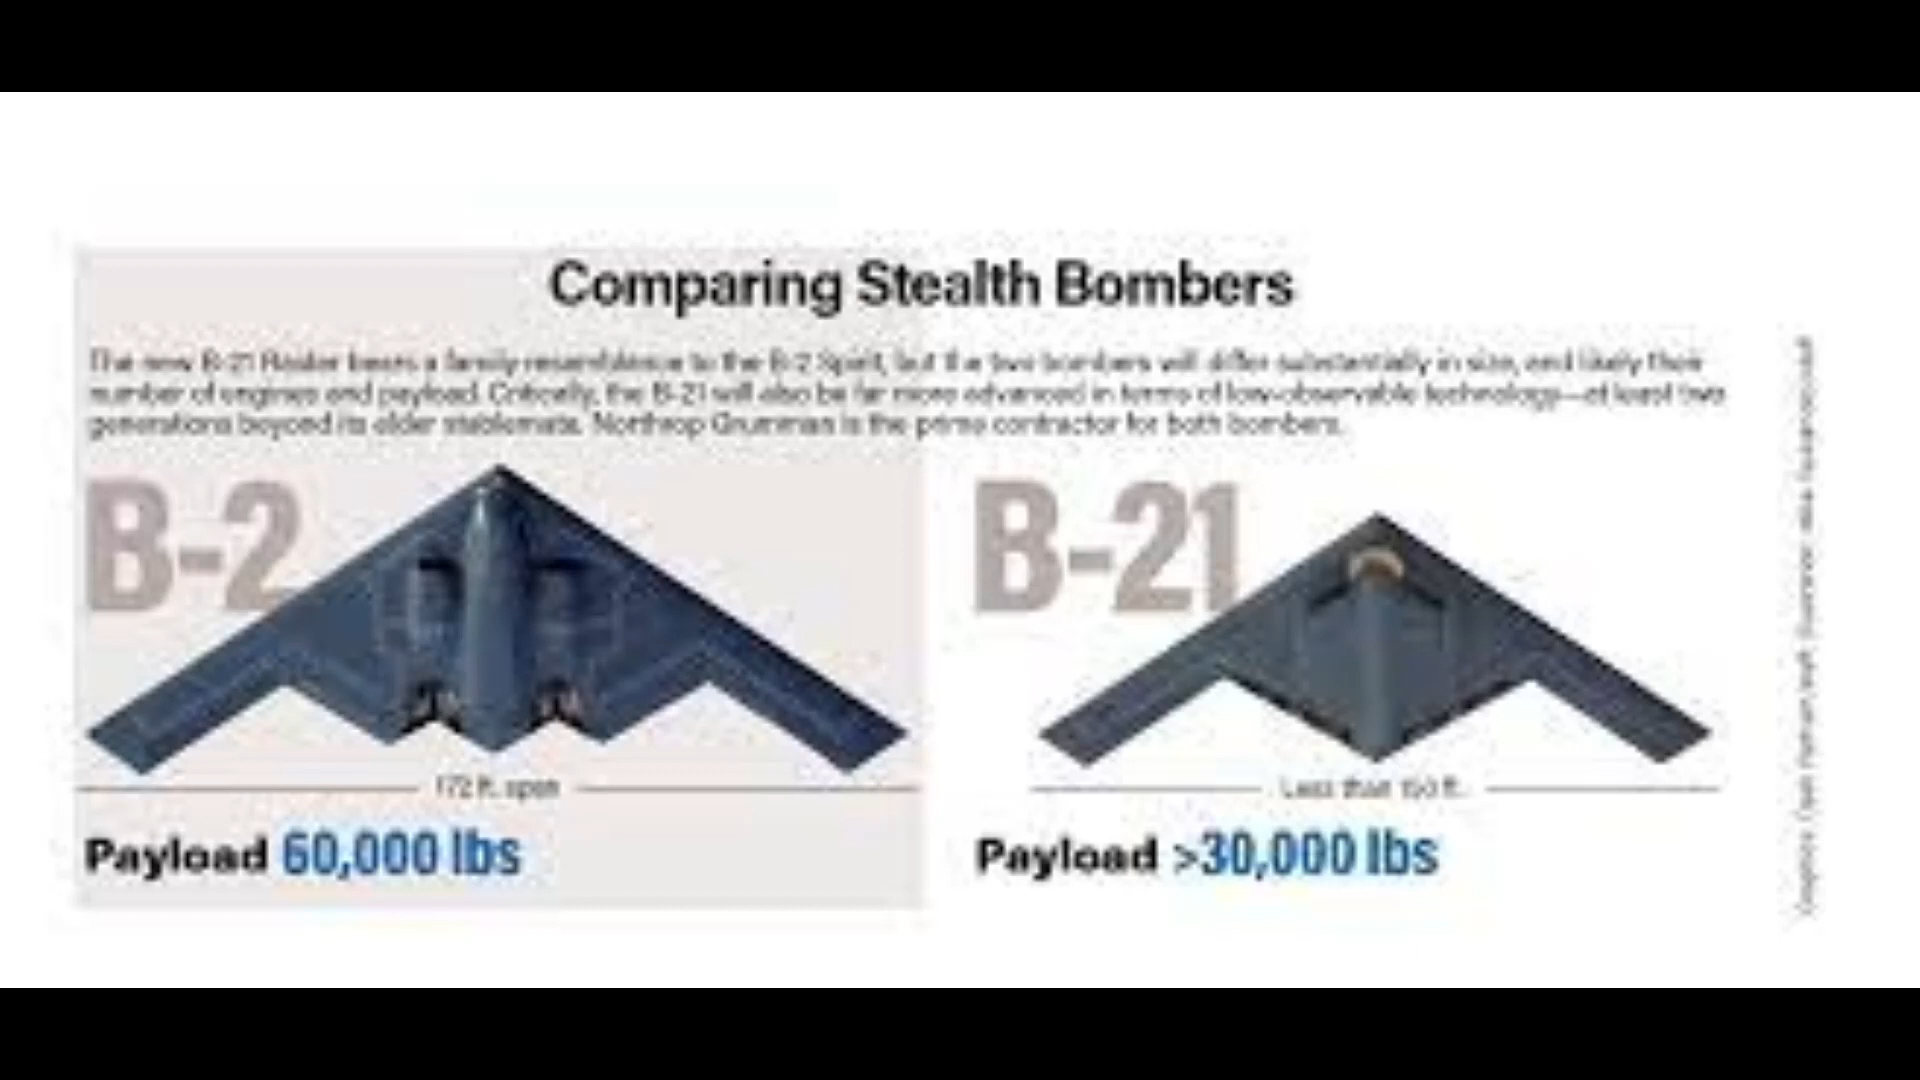 Comparing Stealth Bombers
The new B-21 Raider bears a family resemblance to the B-2 Spirit, but the two bombers will differ substantially in size, and likely their
number of engines and payload. Critically, the B-21 will also be far more advanced in terms of low-observable technology—at least two
generations beyond its older stablemate. Northrop Grumman is the prime contractor for both bombers.
B-2
172 ft. span
Payload 60,000 lbs
B-21
Less than 150 ft.
Payload >30,000 lbs